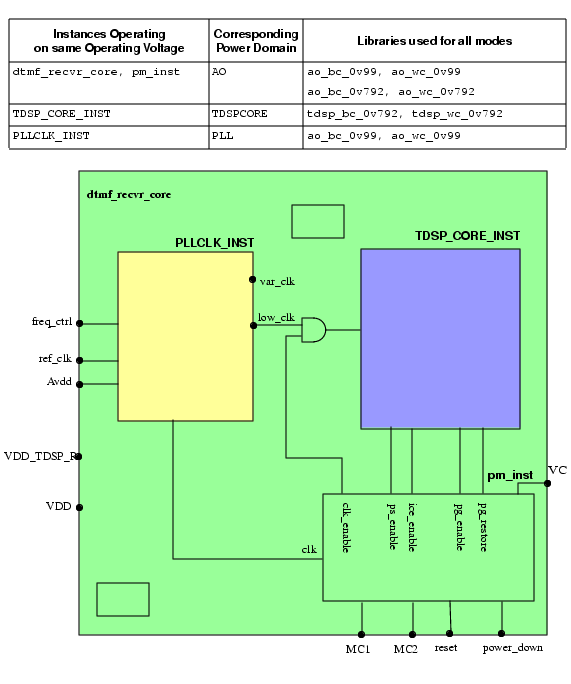 Instances Operating on same Operating Voltage
Corresponding Power Domain
Libraries used for all modes
dtmf_recvr_core, pm_inst
AO
ao_bc_0v99, ao_wc_0v99
ao_bc_0v792, ao_wc_0v792
TDSP_CORE_INST
TDSPCORE
tdsp_bc_0v792, tdsp_wc_0v792
PLLCLK_INST
PLL
ao_bc_0v99, ao_wc_0v99
dtmf_recvr_core
PLLCLK_INST
TDSP_CORE_INST
var_clk
low_clk
freq_ctrl
ref_clk
Avdd
VDD_TDSP_R
VDD
pm_inst
VC
clk_enable
ps_enable
ice_enable
pg_enable
pg_restore
clk
MC1
MC2
reset
power_down